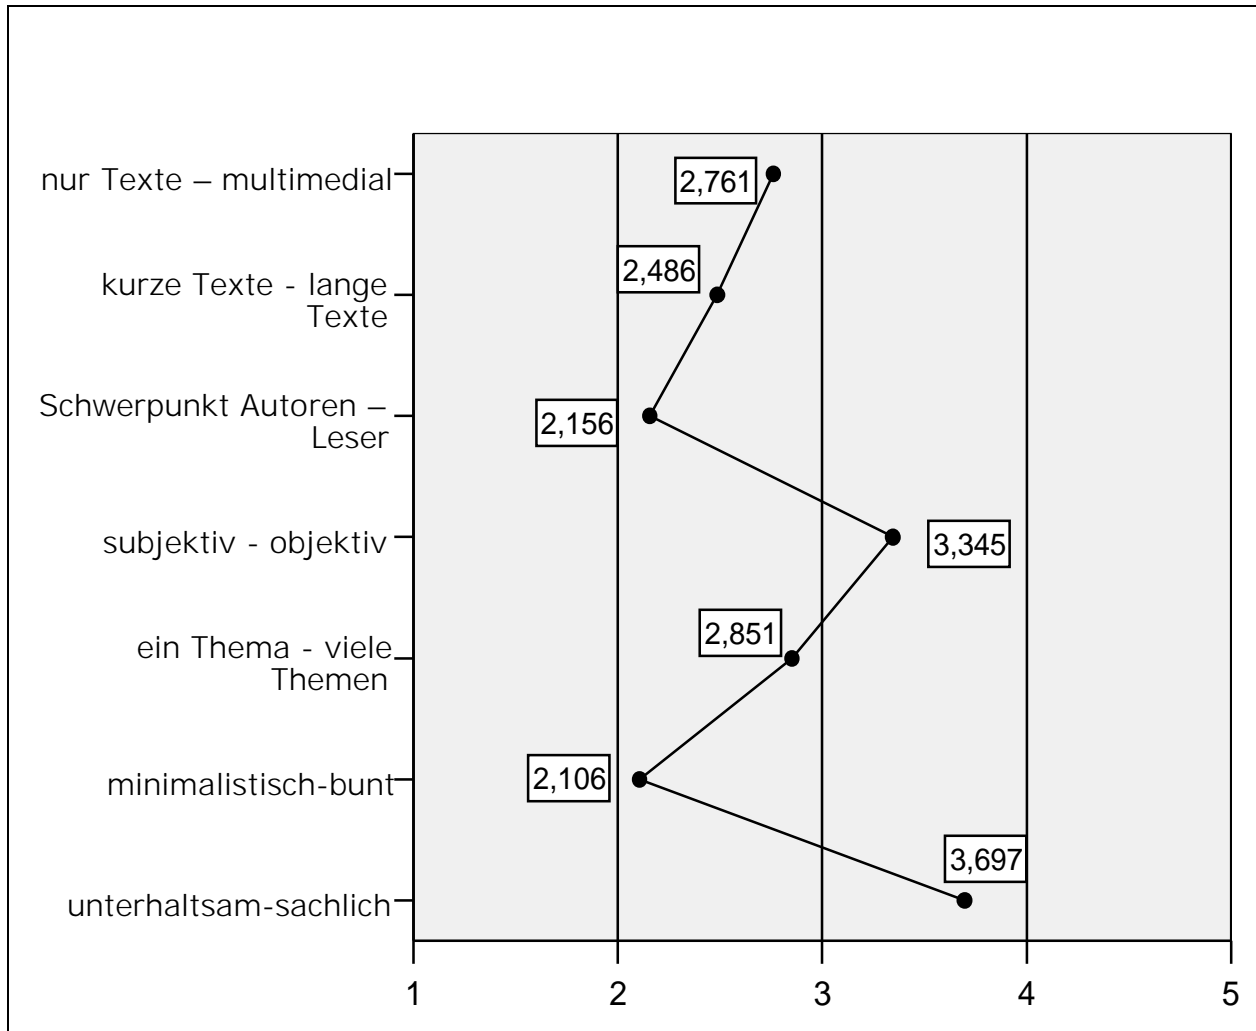 nur Texte – multimedial
2,761
kurze Texte - lange
Texte
2,486
Schwerpunkt Autoren –
Leser
2,156
subjektiv - objektiv
3,345
ein Thema - viele
Themen
2,851
minimalistisch-bunt
2,106
unterhaltsam-sachlich
3,697
1 2 3 4 5